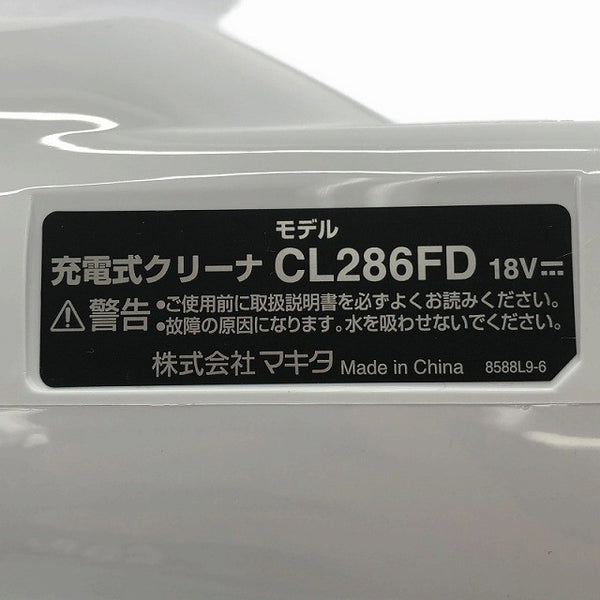 モデル
充電式クリーナ CL286FD 18V⎓
⚠警告 •ご使用前に取扱説明書を必ずよくお読みください。
•故障の原因になります。水を吸わせないでください。
株式会社マキタ Made in China 8588L9-6